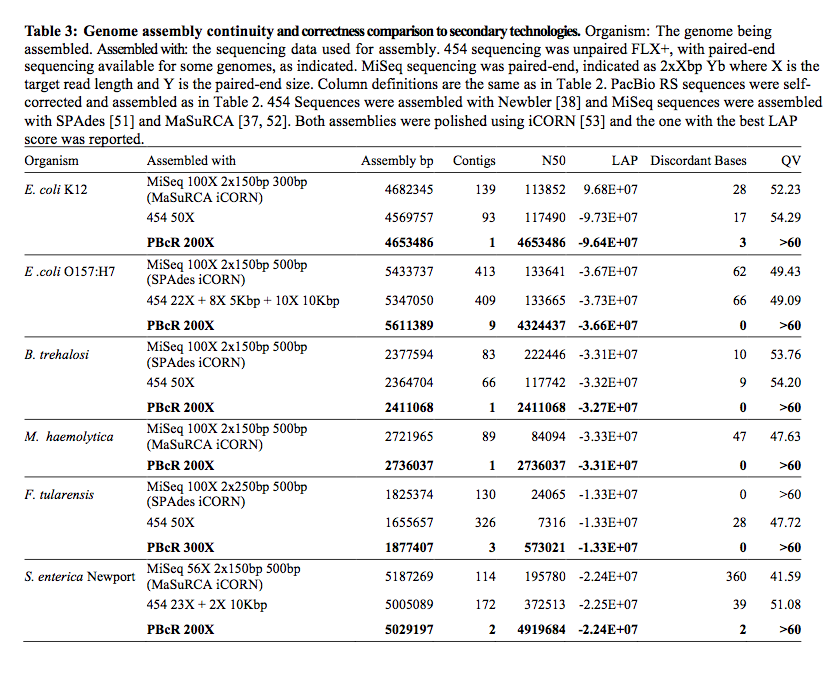 Table 3: Genome assembly continuity and correctness comparison to secondary technologies. Organism: The genome being
assembled. Assembled with: the sequencing data used for assembly. 454 sequencing was unpaired FLX+, with paired-end
sequencing available for some genomes, as indicated. MiSeq sequencing was paired-end, indicated as 2xXbp Yb where X is the
target read length and Y is the paired-end size. Column definitions are the same as in Table 2. PacBio RS sequences were self-
corrected and assembled as in Table 2. 454 Sequences were assembled with Newbler [38] and MiSeq sequences were assembled
with SPAdes [51] and MaSuRCA [37, 52]. Both assemblies were polished using iCORN [53] and the one with the best LAP
score was reported.
Organism Assembled with Assembly bp Contigs N50 LAP Discordant Bases QV
E. coli K12 MiSeq 100X 2x150bp 300bp (MaSuRCA iCORN) 4682345 139 113852 9.68E+07 28 52.23
454 50X 4569757 93 117490 -9.73E+07 17 54.29
PBcR 200X 4653486 1 4653486 -9.64E+07 3 >60
E .coli O157:H7 MiSeq 100X 2x150bp 500bp (SPAdes iCORN) 5433737 413 133641 -3.67E+07 62 49.43
454 22X + 8X 5Kbp + 10X 10Kbp 5347050 409 133665 -3.73E+07 66 49.09
PBcR 200X 5611389 9 4324437 -3.66E+07 0 >60
B. trehalosi MiSeq 100X 2x150bp 500bp (SPAdes iCORN) 2377594 83 222446 -3.31E+07 10 53.76
454 50X 2364704 66 117742 -3.32E+07 9 54.20
PBcR 200X 2411068 1 2411068 -3.27E+07 0 >60
M. haemolytica MiSeq 100X 2x150bp 500bp (MaSuRCA iCORN) 2721965 89 84094 -3.33E+07 47 47.63
PBcR 200X 2736037 1 2736037 -3.31E+07 0 >60
F. tularensis MiSeq 100X 2x250bp 500bp (SPAdes iCORN) 1825374 130 24065 -1.33E+07 0 >60
454 50X 1655657 326 7316 -1.33E+07 28 47.72
PBcR 300X 1877407 3 573021 -1.33E+07 0 >60
S. enterica Newport MiSeq 56X 2x150bp 500bp (MaSuRCA iCORN) 5187269 114 195780 -2.24E+07 360 41.59
454 23X + 2X 10Kbp 5005089 172 372513 -2.25E+07 39 51.08
PBcR 200X 5029197 2 4919684 -2.24E+07 2 >60